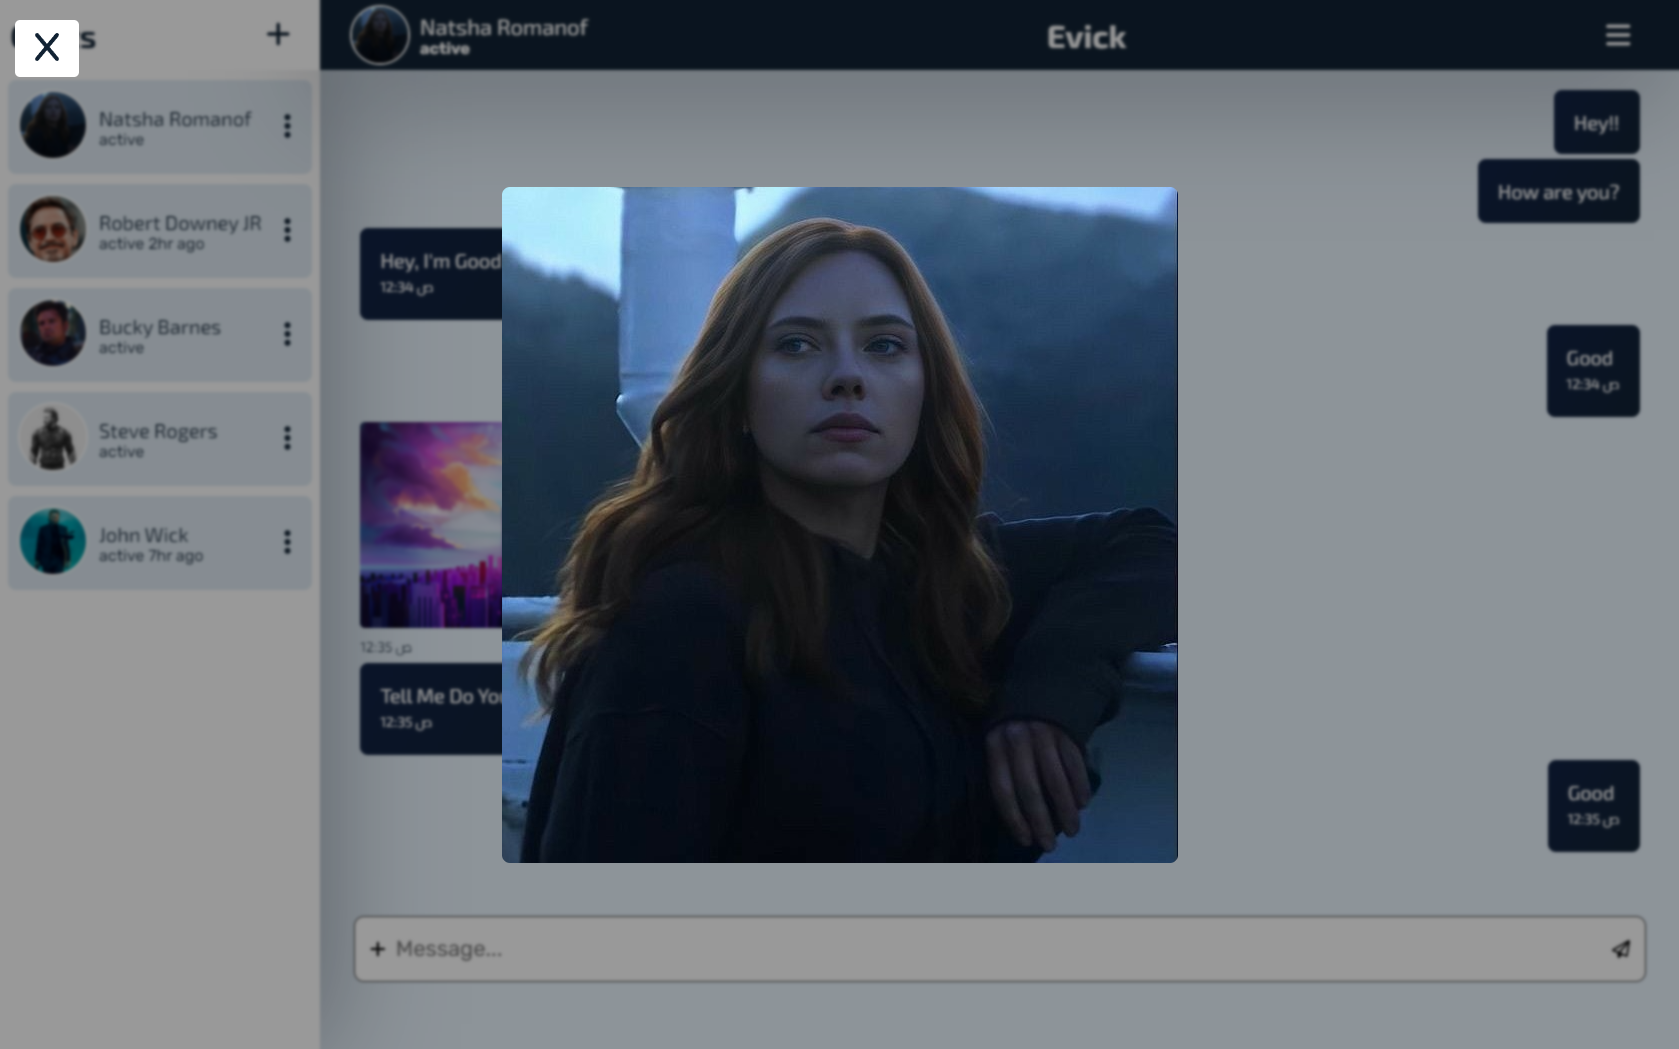 s
Natsha Romanof
active
Robert Downey JR
active 2hr ago
Bucky Barnes
active
Steve Rogers
active
John Wick
active 7hr ago
Natsha Romanof
active
Evick
Hey!!
How are you?
Hey, I'm Good
12:34 ص
Good
12:34 ص
12:35 ص
Tell Me Do
12:35 ص
Good
12:35 ص
Message...